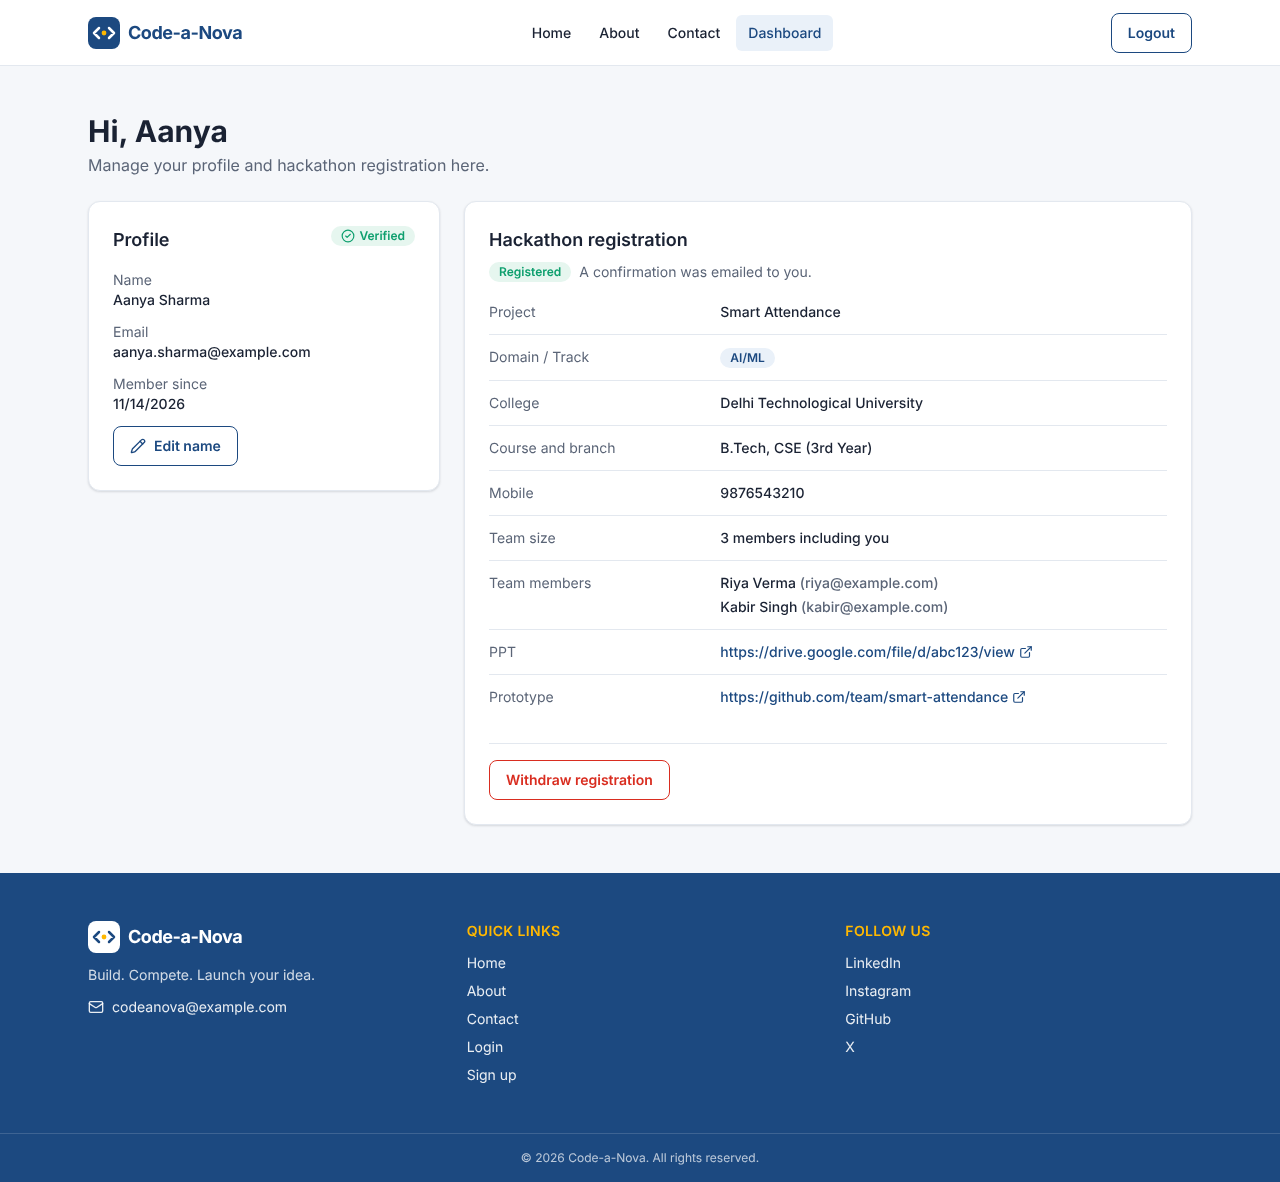 Code-a-Nova
Home About Contact Dashboard
Logout
Hi, Aanya
Manage your profile and hackathon registration here.
Profile
Verified
Name
Aanya Sharma
Email
aanya.sharma@example.com
Member since
11/14/2026
Edit name
Hackathon registration
Registered A confirmation was emailed to you.
Project Smart Attendance
Domain / Track AI/ML
College Delhi Technological University
Course and branch B.Tech, CSE (3rd Year)
Mobile 9876543210
Team size 3 members including you
Team members Riya Verma (riya@example.com)
Kabir Singh (kabir@example.com)
PPT https://drive.google.com/file/d/abc123/view
Prototype https://github.com/team/smart-attendance
Withdraw registration
Code-a-Nova
Build. Compete. Launch your idea.
codeanova@example.com
QUICK LINKS
Home
About
Contact
Login
Sign up
FOLLOW US
LinkedIn
Instagram
GitHub
X
© 2026 Code-a-Nova. All rights reserved.